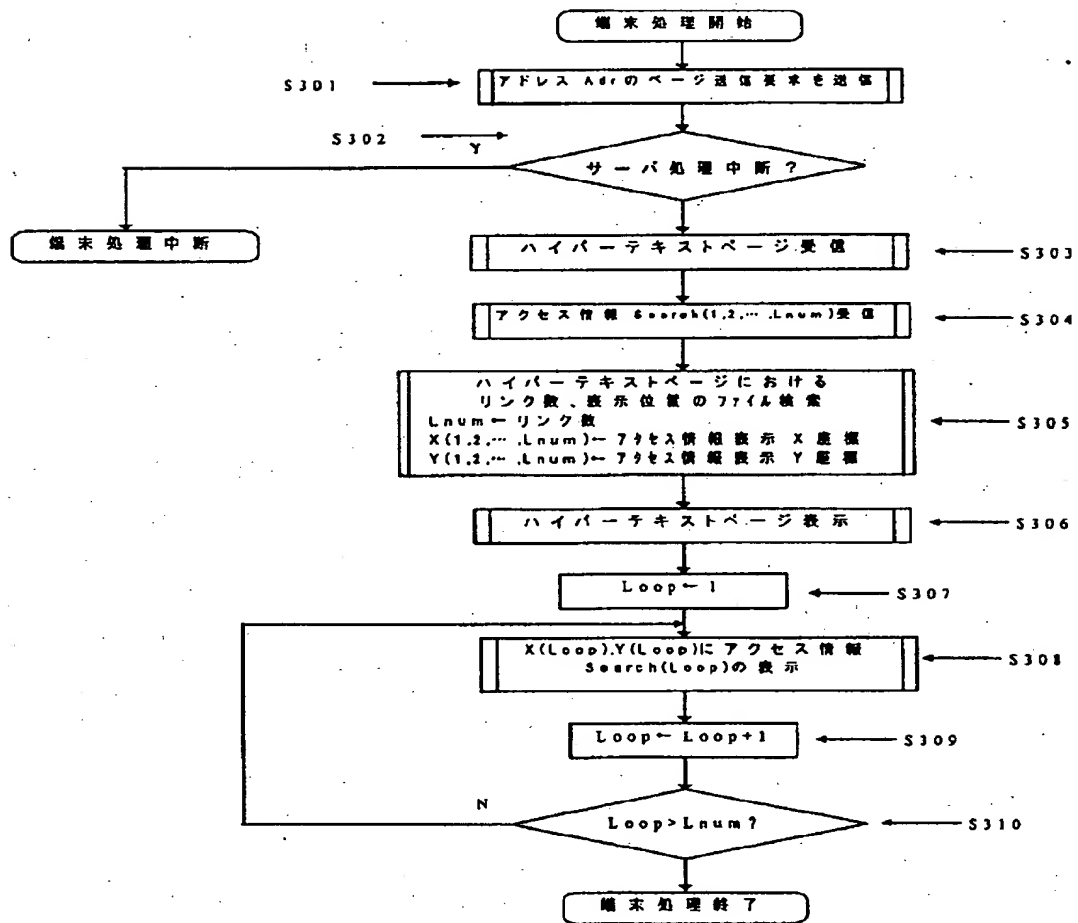 端末処理開始
S301
アドレス Adrのページ送信要求を送信
S302
Y
サーバ処理中断?
端末処理中断
ハイパーテキストページ受信
S303
アクセス情報 Search(1,2,…,Lnum)受信
S304
ハイパーテキストページにおける
リンク数、表示位置のファイル検索
Lnum←リンク数
X(1,2,…,Lnum)←アクセス情報表示 X 座標
Y(1,2,…,Lnum)←アクセス情報表示 Y 座標
S305
ハイパーテキストページ表示
S306
Loop←1
S307
X(Loop),Y(Loop)にアクセス情報
Search(Loop)の表示
S308
Loop←Loop+1
S309
N
Loop>Lnum?
S310
端末処理終了